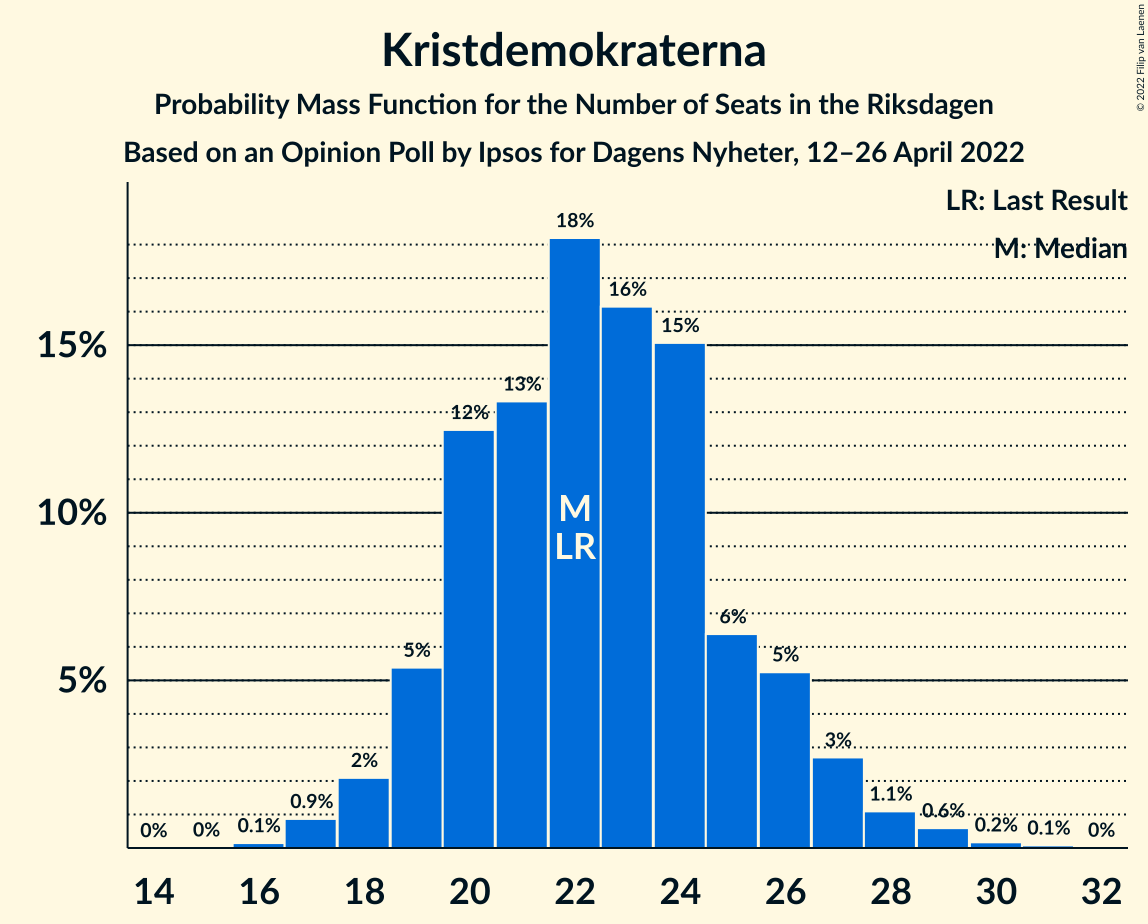 Kristdemokraterna
Probability Mass Function for the Number of Seats in the Riksdagen
Based on an Opinion Poll by Ipsos for Dagens Nyheter, 12–26 April 2022
© 2022 Filip van Laenen
LR: Last Result
M: Median
15%
10%
5%
0%
0%
0.1%
0.9%
2%
5%
12%
13%
18%
16%
15%
6%
5%
3%
1.1%
0.6%
0.2%
0.1%
0%
M
LR
14 16 18 20 22 24 26 28 30 32